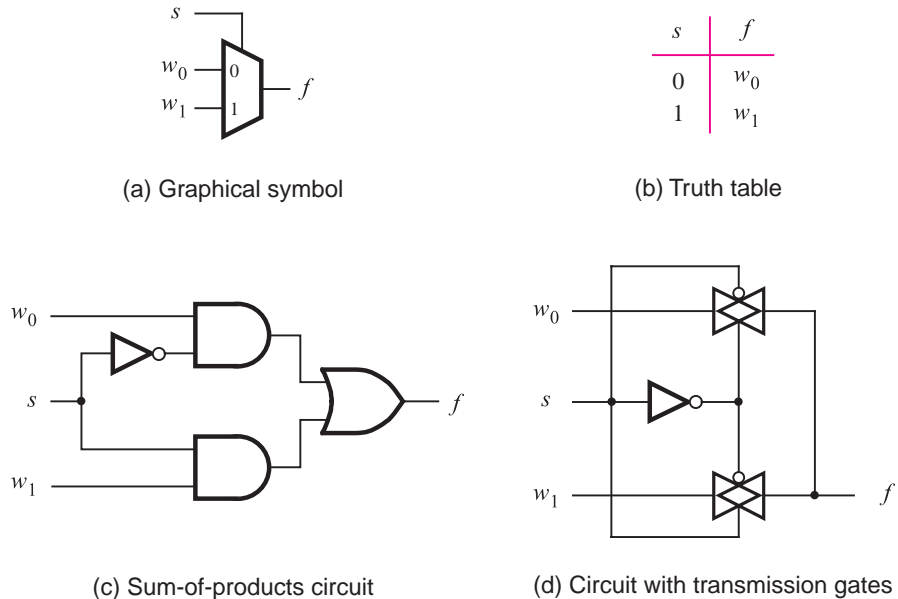 s
w0 0
w1 1
f
(a) Graphical symbol
s f
0 w0
1 w1
(b) Truth table
w0
s
w1
f
(c) Sum-of-products circuit
w0
s
w1
f
(d) Circuit with transmission gates